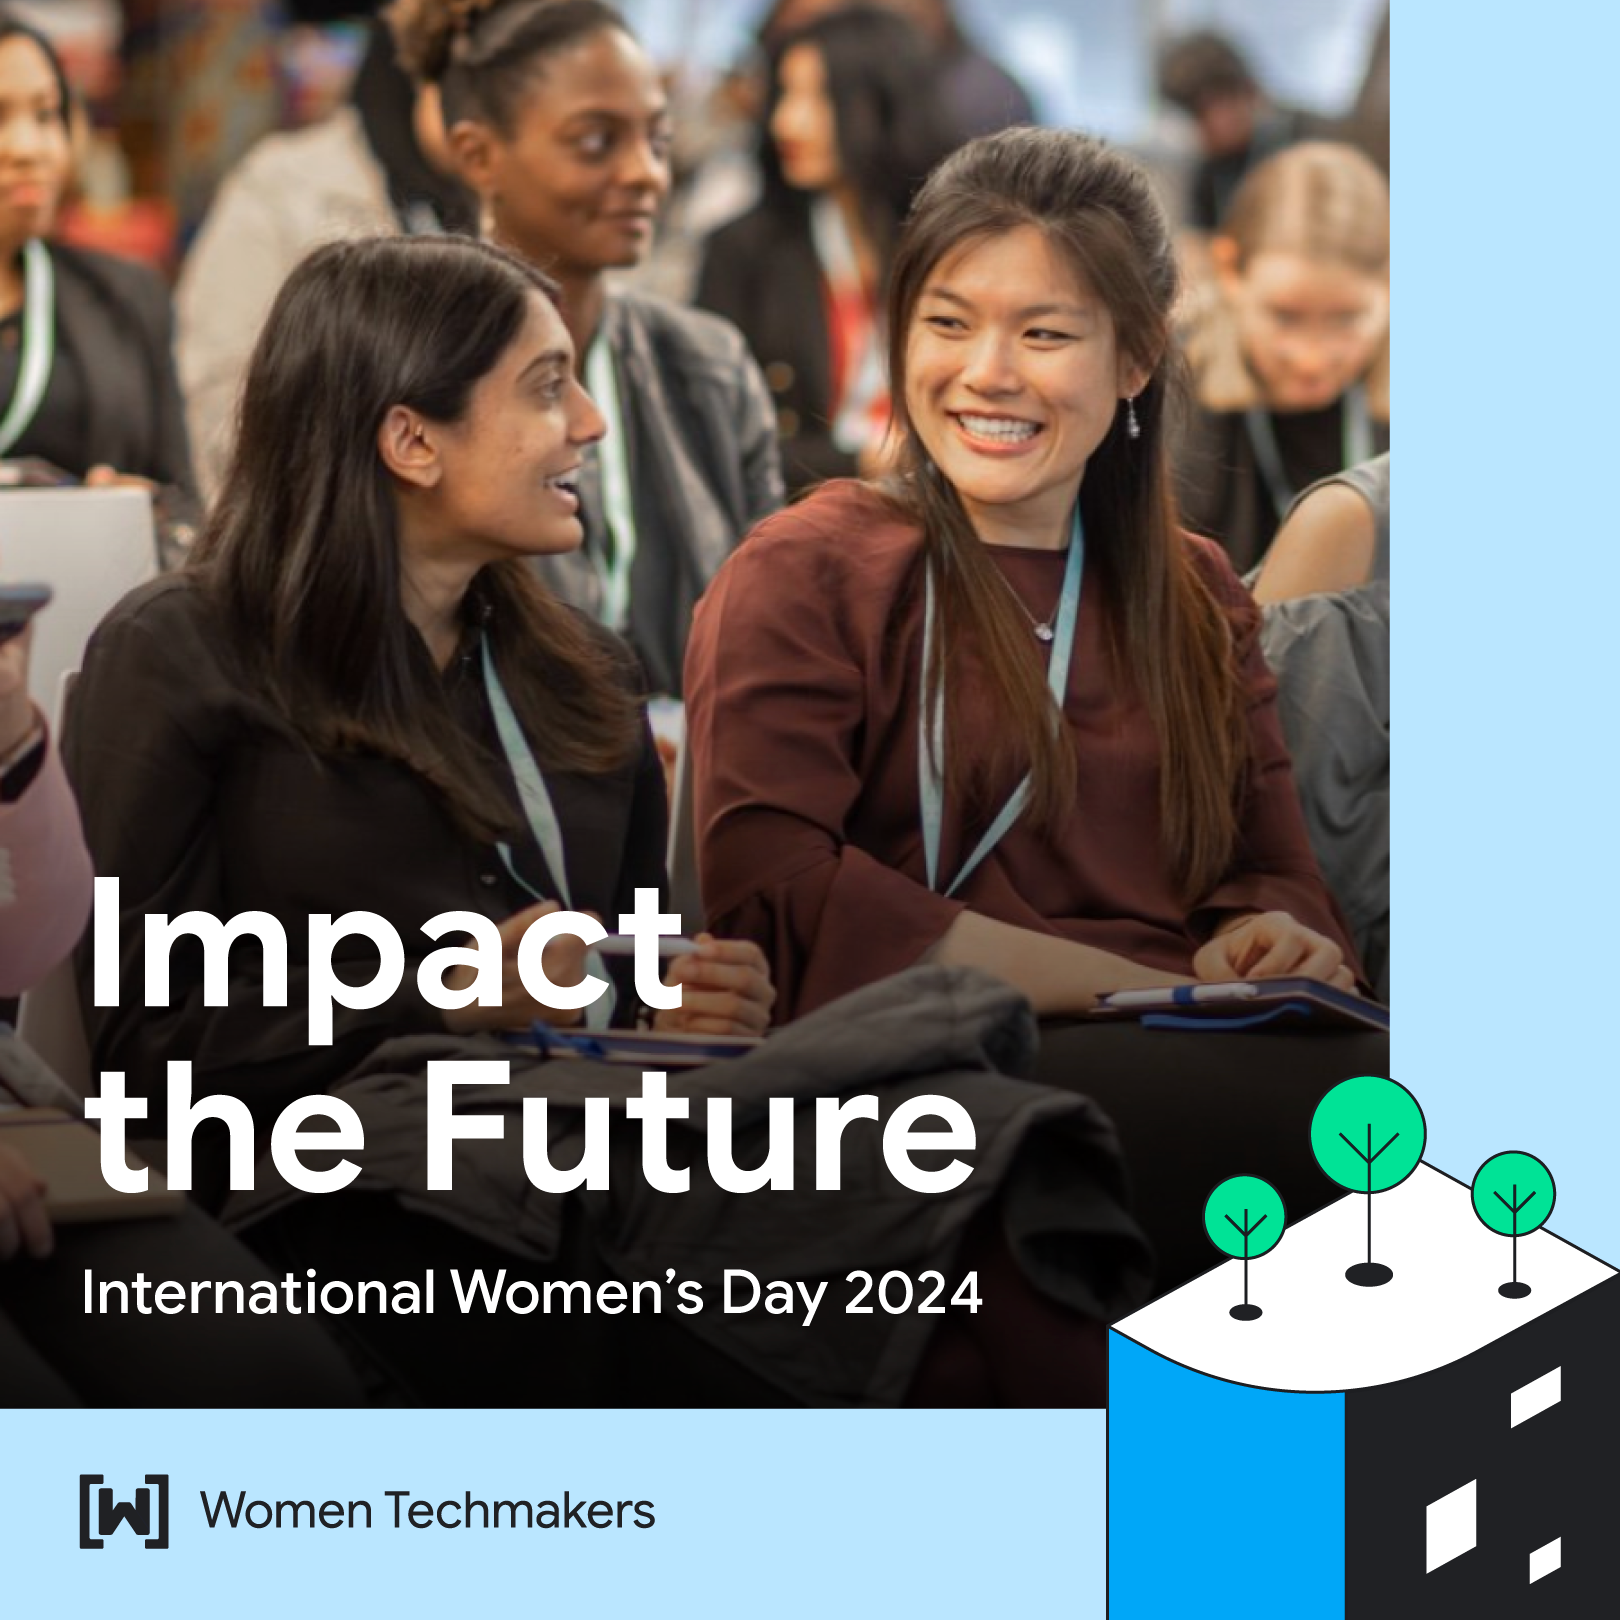 Impact
the Future
International Women’s Day 2024
[W] Women Techmakers